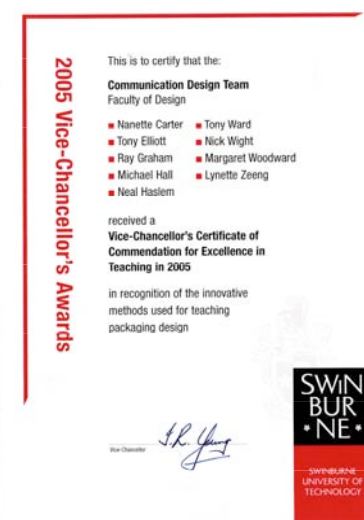 2005 Vice-Chancellor's Awards
This is to certify that the:
Communication Design Team
Faculty of Design
Nanette Carter
Tony Elliott
Ray Graham
Michael Hall
Neal Haslem
Tony Ward
Nick Wight
Margaret Woodward
Lynette Zeeng
received a
Vice-Chancellor's Certificate of
Commendation for Excellence in
Teaching in 2005
in recognition of the innovative
methods used for teaching
packaging design
Vice-Chancellor
SWIN
BUR
* NE *
SWINBURNE
UNIVERSITY OF
TECHNOLOGY